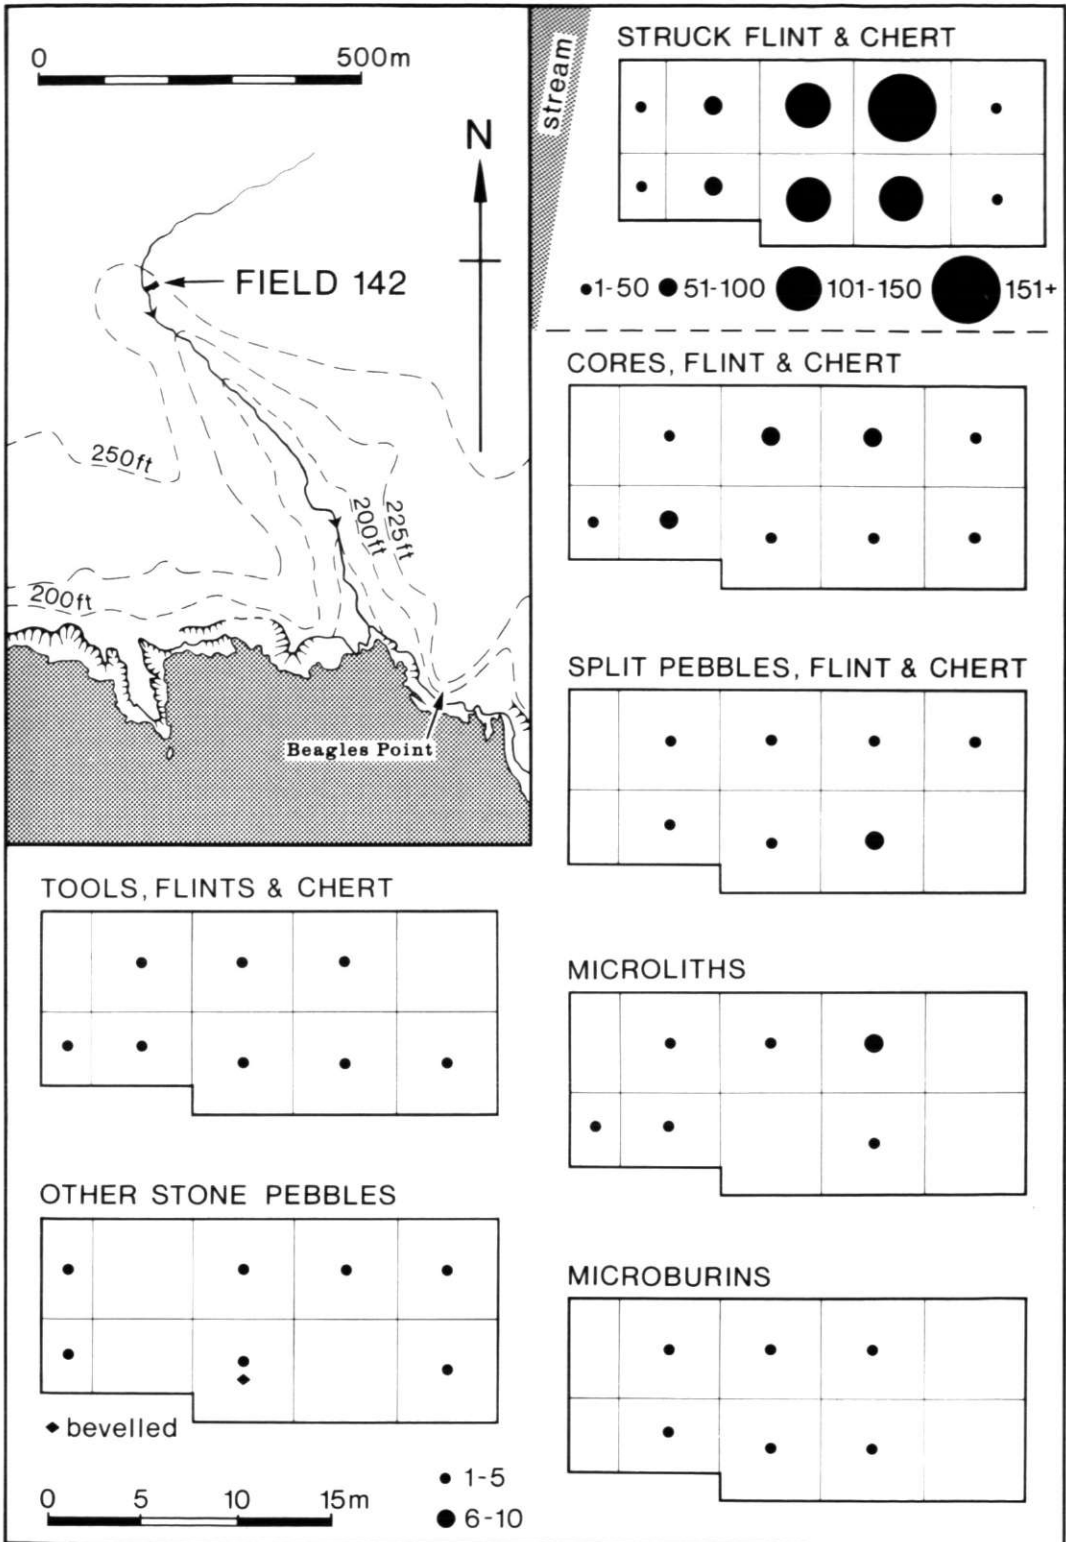 0 500m
N
FIELD 142
250ft
200ft
225ft
200ft
Beagles Point
stream
STRUCK FLINT & CHERT
1-50 51-100 101-150 151+
CORES, FLINT & CHERT
SPLIT PEBBLES, FLINT & CHERT
TOOLS, FLINTS & CHERT
MICROLITHS
OTHER STONE PEBBLES
bevelled
MICROBURINS
1-5
6-10
0 5 10 15m